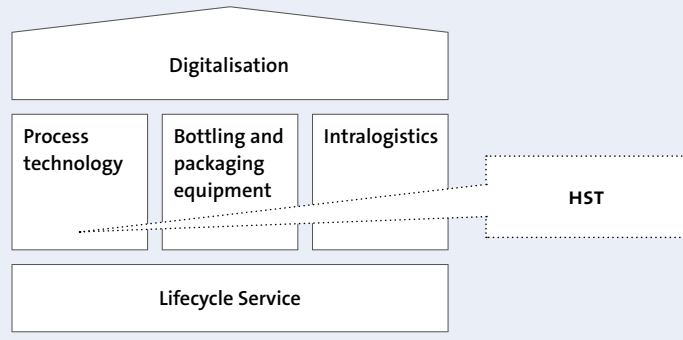 Digitalisation
Process
technology
Bottling and
packaging
equipment
Intralogistics
HST
Lifecycle Service